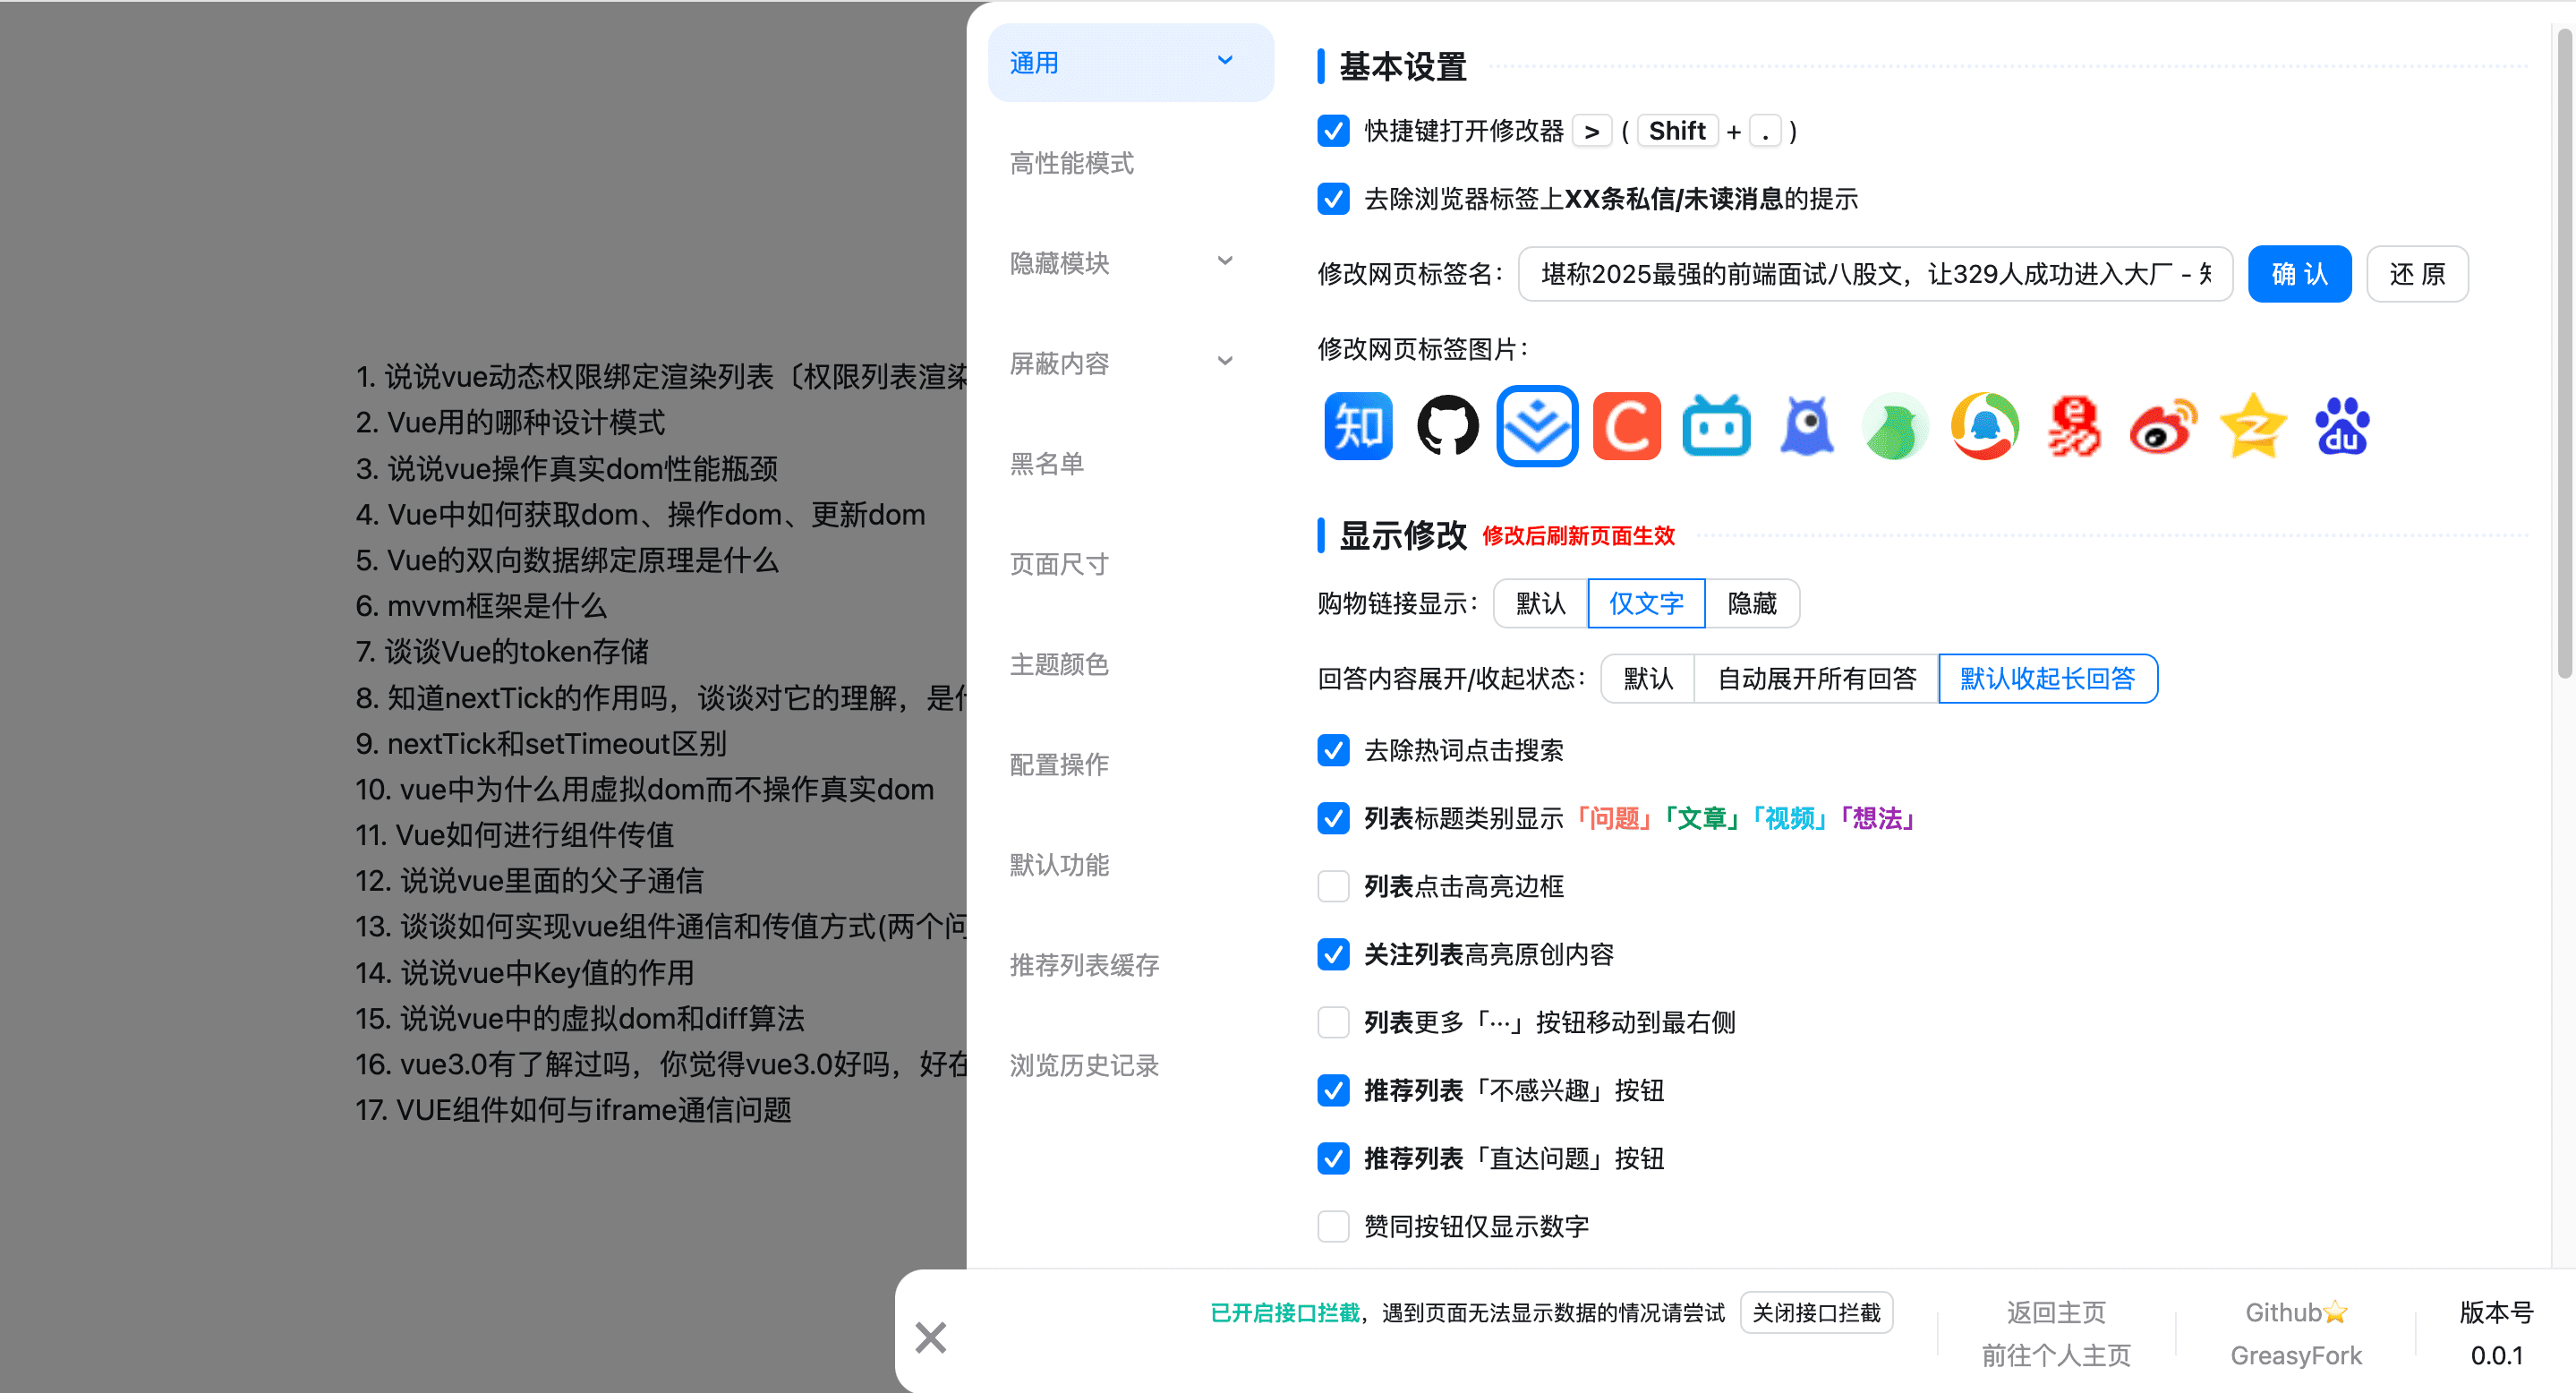 1. 说说vue动态权限绑定渲染列表〔权限列表渲染
2. Vue用的哪种设计模式
3. 说说vue操作真实dom性能瓶颈
4. Vue中如何获取dom、操作dom、更新dom
5. Vue的双向数据绑定原理是什么
6. mvvm框架是什么
7. 谈谈Vue的token存储
8. 知道nextTick的作用吗，谈谈对它的理解，是什
9. nextTick和setTimeout区别
10. vue中为什么用虚拟dom而不操作真实dom
11. Vue如何进行组件传值
12. 说说vue里面的父子通信
13. 谈谈如何实现vue组件通信和传值方式(两个问
14. 说说vue中Key值的作用
15. 说说vue中的虚拟dom和diff算法
16. vue3.0有了解过吗，你觉得vue3.0好吗，好在
17. VUE组件如何与iframe通信问题
通用
高性能模式
隐藏模块
屏蔽内容
黑名单
页面尺寸
主题颜色
配置操作
默认功能
推荐列表缓存
浏览历史记录
基本设置
快捷键打开修改器 > ( Shift + . )
去除浏览器标签上XX条私信/未读消息的提示
修改网页标签名： 堪称2025最强的前端面试八股文，让329人成功进入大厂 - 确 认 还 原
修改网页标签图片：
知 C e易 Z du
显示修改 修改后刷新页面生效
购物链接显示： 默认 仅文字 隐藏
回答内容展开/收起状态： 默认 自动展开所有回答 默认收起长回答
去除热词点击搜索
列表标题类别显示「问题」「文章」「视频」「想法」
列表点击高亮边框
关注列表高亮原创内容
列表更多「···」按钮移动到最右侧
推荐列表「不感兴趣」按钮
推荐列表「直达问题」按钮
赞同按钮仅显示数字
已开启接口拦截，遇到页面无法显示数据的情况请尝试 关闭接口拦截
返回主页
前往个人主页
Github⭐
GreasyFork
版本号
0.0.1